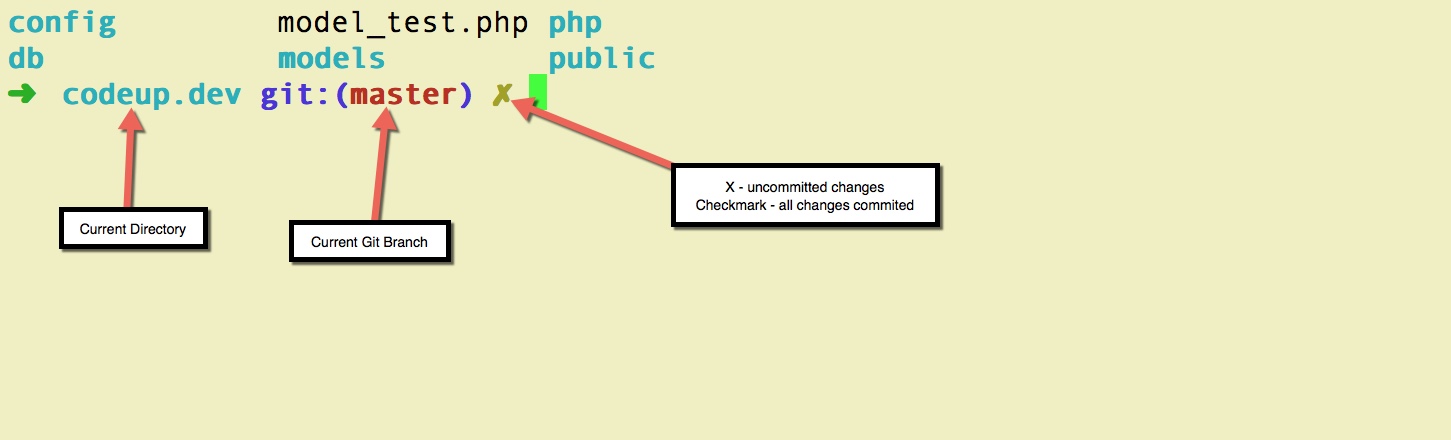 config model_test.php php
db models public
➜ codeup.dev git:(master) ✗
Current Directory
Current Git Branch
X - uncommitted changes
Checkmark - all changes commited